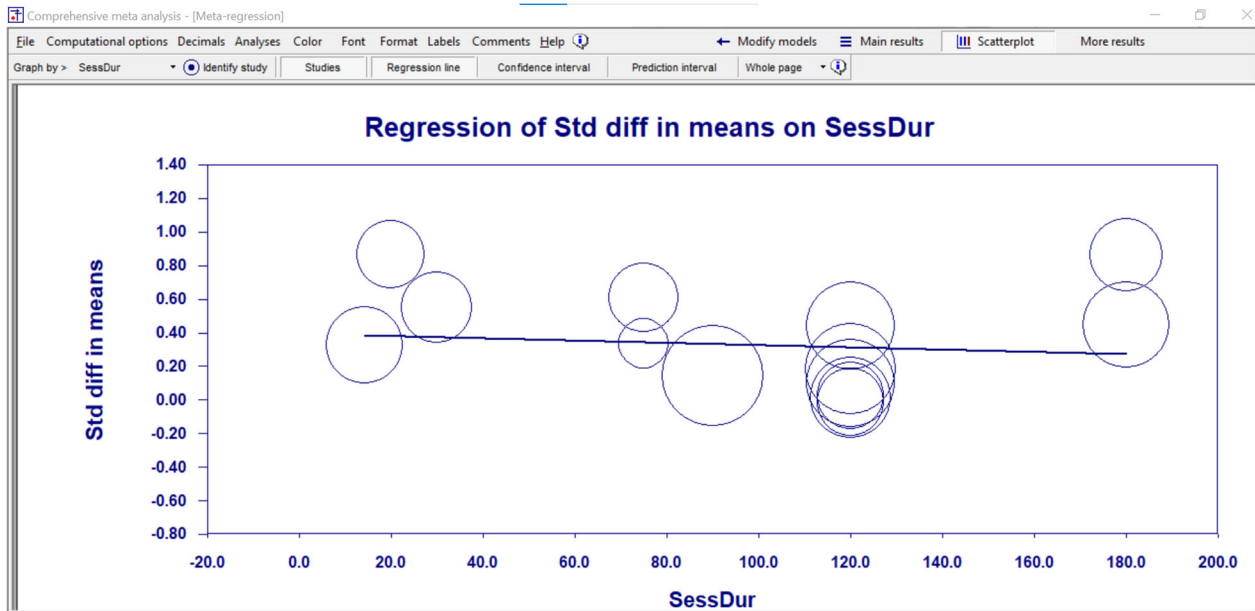 Comprehensive meta analysis - [Meta-regression]
File Computational options Decimals Analyses Color Font Format Labels Comments Help Modify models Main results Scatterplot More results
Graph by > SessDur Identify study Studies Regression line Confidence interval Prediction interval Whole page
Regression of Std diff in means on SessDur
Std diff in means
1.40
1.20
1.00
0.80
0.60
0.40
0.20
0.00
-0.20
-0.40
-0.60
-0.80
-20.0 0.0 20.0 40.0 60.0 80.0 100.0 120.0 140.0 160.0 180.0 200.0
SessDur